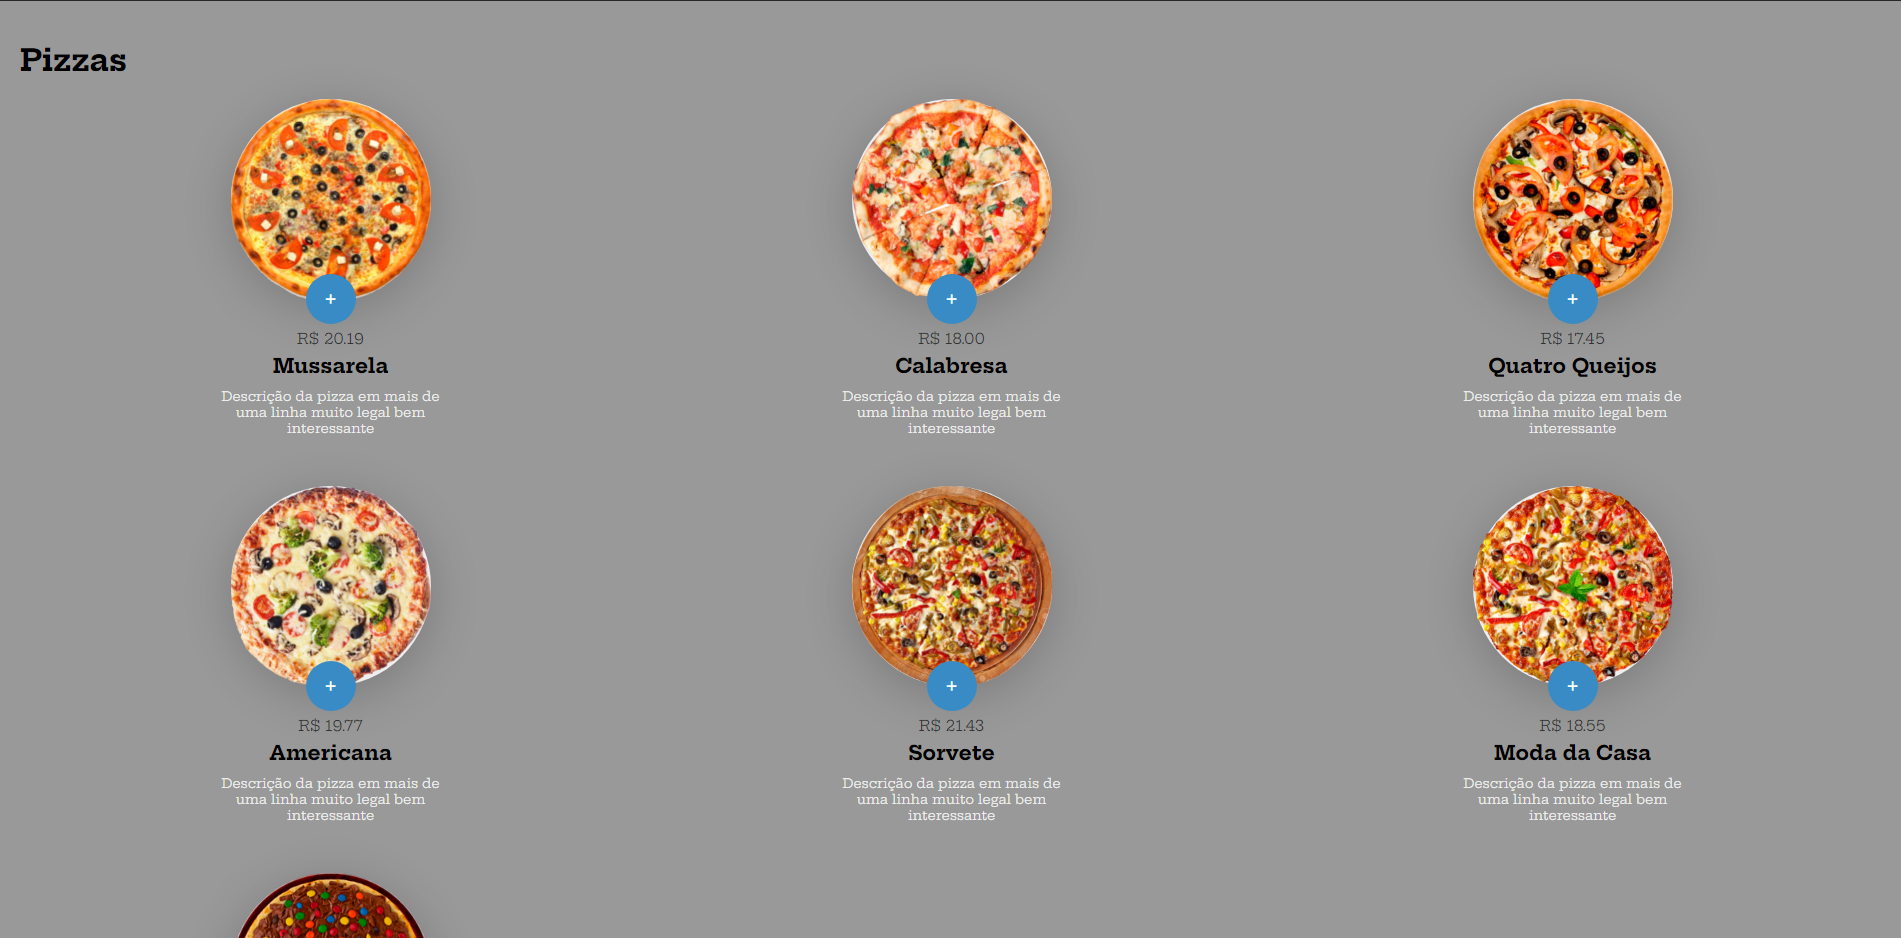 Pizzas
+
+
+
R$ 20.19
R$ 18.00
R$ 17.45
Mussarela
Calabresa
Quatro Queijos
Descrição da pizza em mais de
uma linha muito legal bem
interessante
Descrição da pizza em mais de
uma linha muito legal bem
interessante
Descrição da pizza em mais de
uma linha muito legal bem
interessante
+
+
+
R$ 19.77
R$ 21.43
R$ 18.55
Americana
Sorvete
Moda da Casa
Descrição da pizza em mais de
uma linha muito legal bem
interessante
Descrição da pizza em mais de
uma linha muito legal bem
interessante
Descrição da pizza em mais de
uma linha muito legal bem
interessante